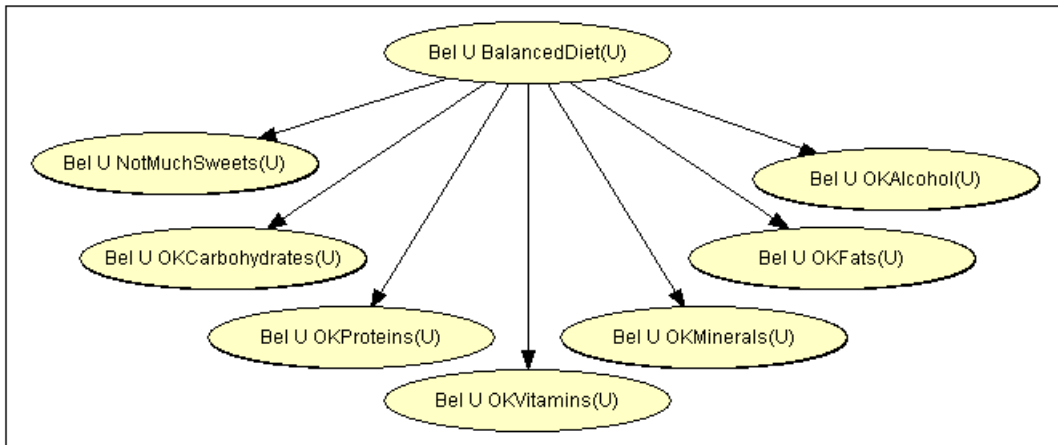 Bel U BalancedDiet(U)
Bel U NotMuchSweets(U)
Bel U OKAlcohol(U)
Bel U OKCarbohydrates(U)
Bel U OKFats(U)
Bel U OKProteins(U)
Bel U OKMinerals(U)
Bel U OKVitamins(U)